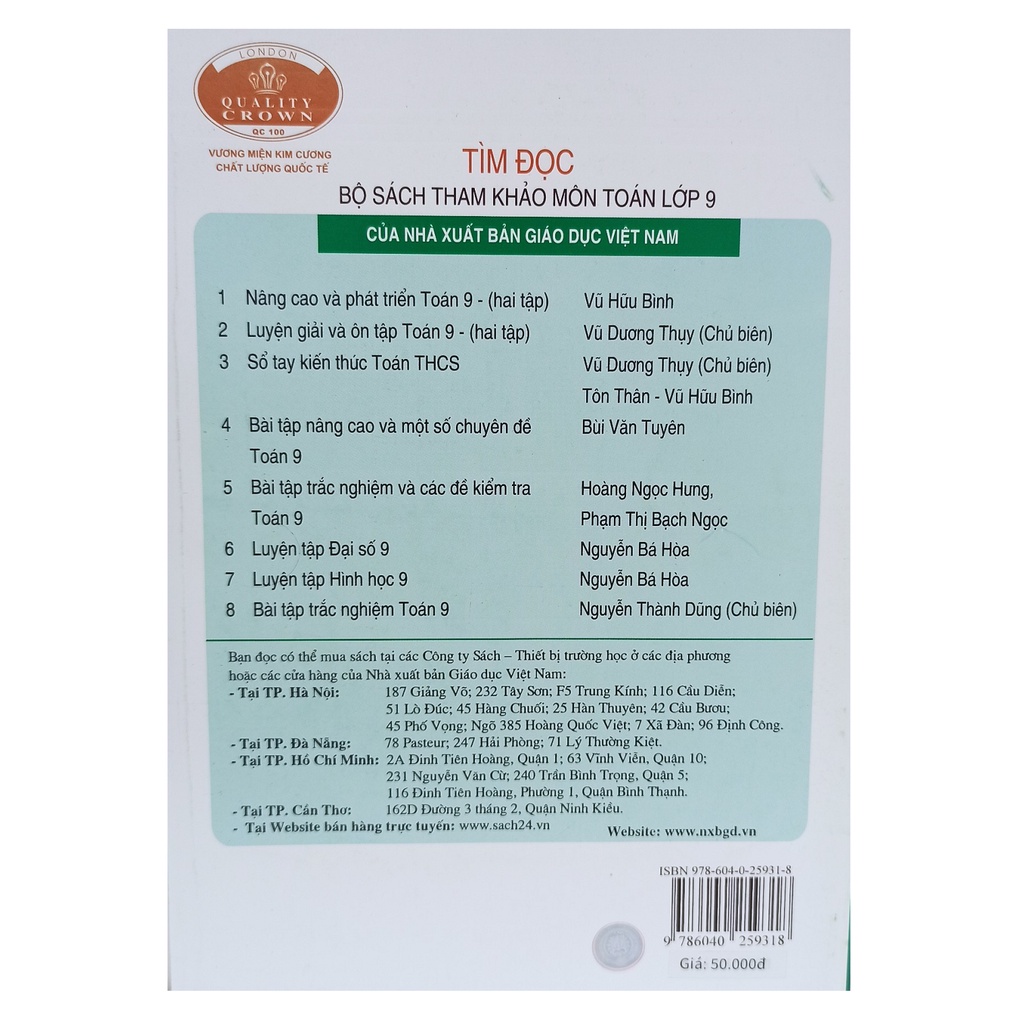 LONDON
QUALITY
CROWN
QC 100
VƯƠNG MIỆN KIM CƯƠNG
CHẤT LƯỢNG QUỐC TẾ
TÌM ĐỌC
BỘ SÁCH THAM KHẢO MÔN TOÁN LỚP 9
CỦA NHÀ XUẤT BẢN GIÁO DỤC VIỆT NAM
1 Nâng cao và phát triển Toán 9 - (hai tập) Vũ Hữu Bình
2 Luyện giải và ôn tập Toán 9 - (hai tập) Vũ Dương Thụy (Chủ biên)
3 Sổ tay kiến thức Toán THCS Vũ Dương Thụy (Chủ biên)
Tôn Thân - Vũ Hữu Bình
4 Bài tập nâng cao và một số chuyên đề Bùi Văn Tuyên
Toán 9
5 Bài tập trắc nghiệm và các đề kiểm tra Hoàng Ngọc Hưng,
Toán 9 Phạm Thị Bạch Ngọc
6 Luyện tập Đại số 9 Nguyễn Bá Hòa
7 Luyện tập Hình học 9 Nguyễn Bá Hòa
8 Bài tập trắc nghiệm Toán 9 Nguyễn Thành Dũng (Chủ biên)
Bạn đọc có thể mua sách tại các Công ty Sách – Thiết bị trường học ở các địa phương
hoặc các cửa hàng của Nhà xuất bản Giáo dục Việt Nam:
- Tại TP. Hà Nội: 187 Giảng Võ; 232 Tây Sơn; F5 Trung Kính; 116 Cầu Diễn;
51 Lò Đúc; 45 Hàng Chuối; 25 Hàn Thuyên; 42 Cầu Bươu;
45 Phố Vọng; Ngõ 385 Hoàng Quốc Việt; 7 Xã Đàn; 96 Định Công.
- Tại TP. Đà Nẵng: 78 Pasteur; 247 Hải Phòng; 71 Lý Thường Kiệt.
- Tại TP. Hồ Chí Minh: 2A Đinh Tiên Hoàng, Quận 1; 63 Vĩnh Viễn, Quận 10;
231 Nguyễn Văn Cừ; 240 Trần Bình Trọng, Quận 5;
116 Đinh Tiên Hoàng, Phường 1, Quận Bình Thạnh.
- Tại TP. Cần Thơ: 162D Đường 3 tháng 2, Quận Ninh Kiều.
- Tại Website bán hàng trực tuyến: www.sach24.vn
Website: www.nxbgd.vn
ISBN 978-604-0-25931-8
9 786040 259318
Giá: 50.000đ